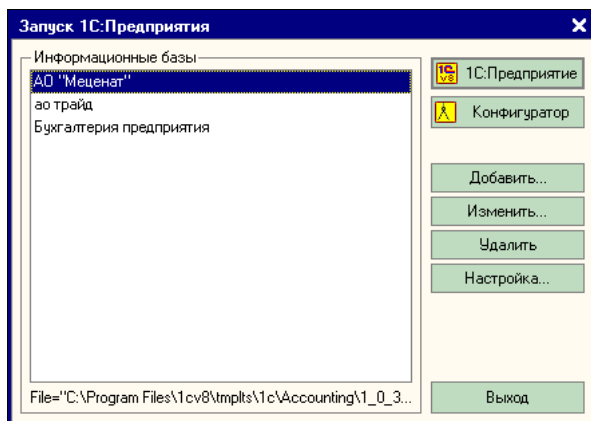 Запуск 1С:Предприятия
Информационные базы
АО "Меценат"
ао трайд
Бухгалтерия предприятия
File="C:\Program Files\1cv8\tmplts\1c\Accounting\1_0_3...
1С:Предприятие
Конфигуратор
Добавить...
Изменить...
Удалить
Настройка...
Выход